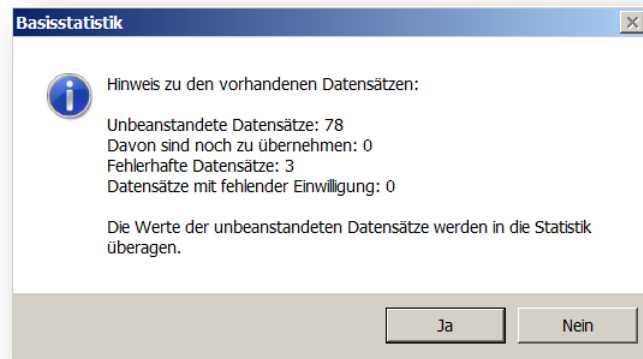 Basisstatistik
Hinweis zu den vorhandenen Datensätzen:
Unbeanstandete Datensätze: 78
Davon sind noch zu übernehmen: 0
Fehlerhafte Datensätze: 3
Datensätze mit fehlender Einwilligung: 0
Die Werte der unbeanstandeten Datensätze werden in die Statistik
überagen.
Ja
Nein